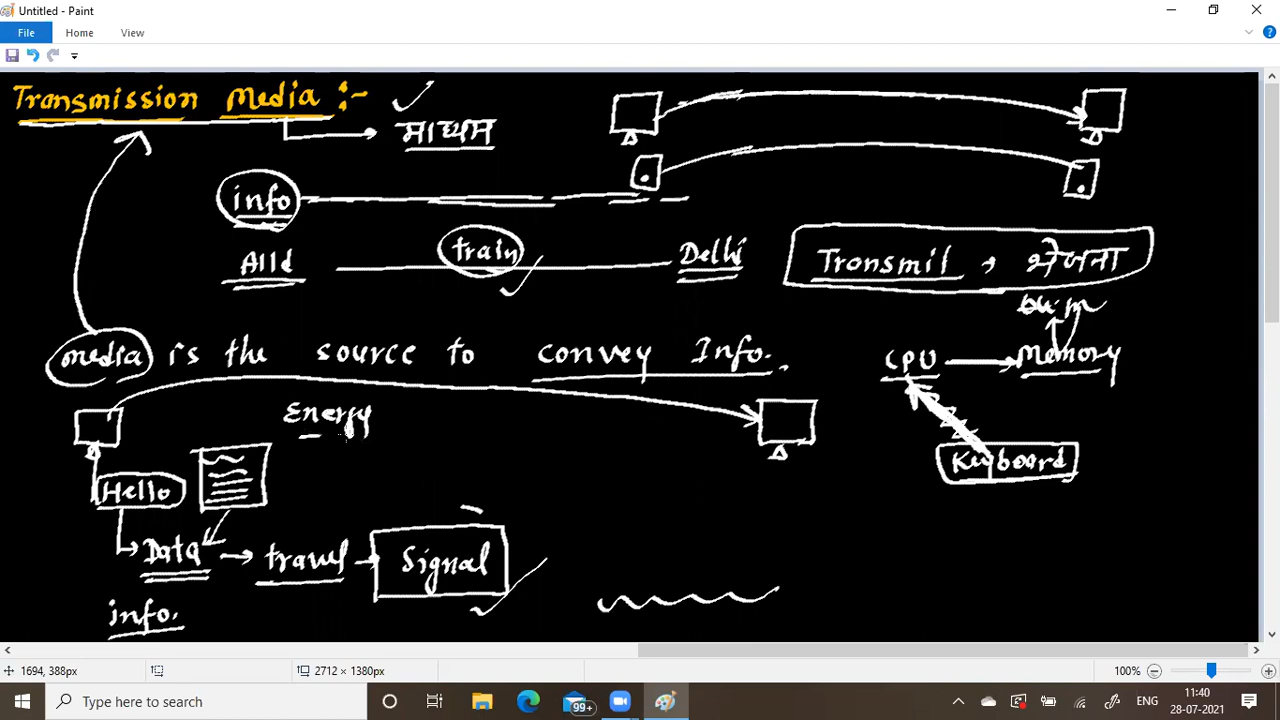 Untitled - Paint
File Home View
Transmission Media :-
माध्यम
info
Alld train Delhi
Transmit → भेजना
media is the source to convey Info.
CPU → Memory
Energy
Keyboard
Hello
Data → travel → Signal
info.
1694, 388px 2712 × 1380px 100%
Type here to search
99+
ENG
11:40
28-07-2021